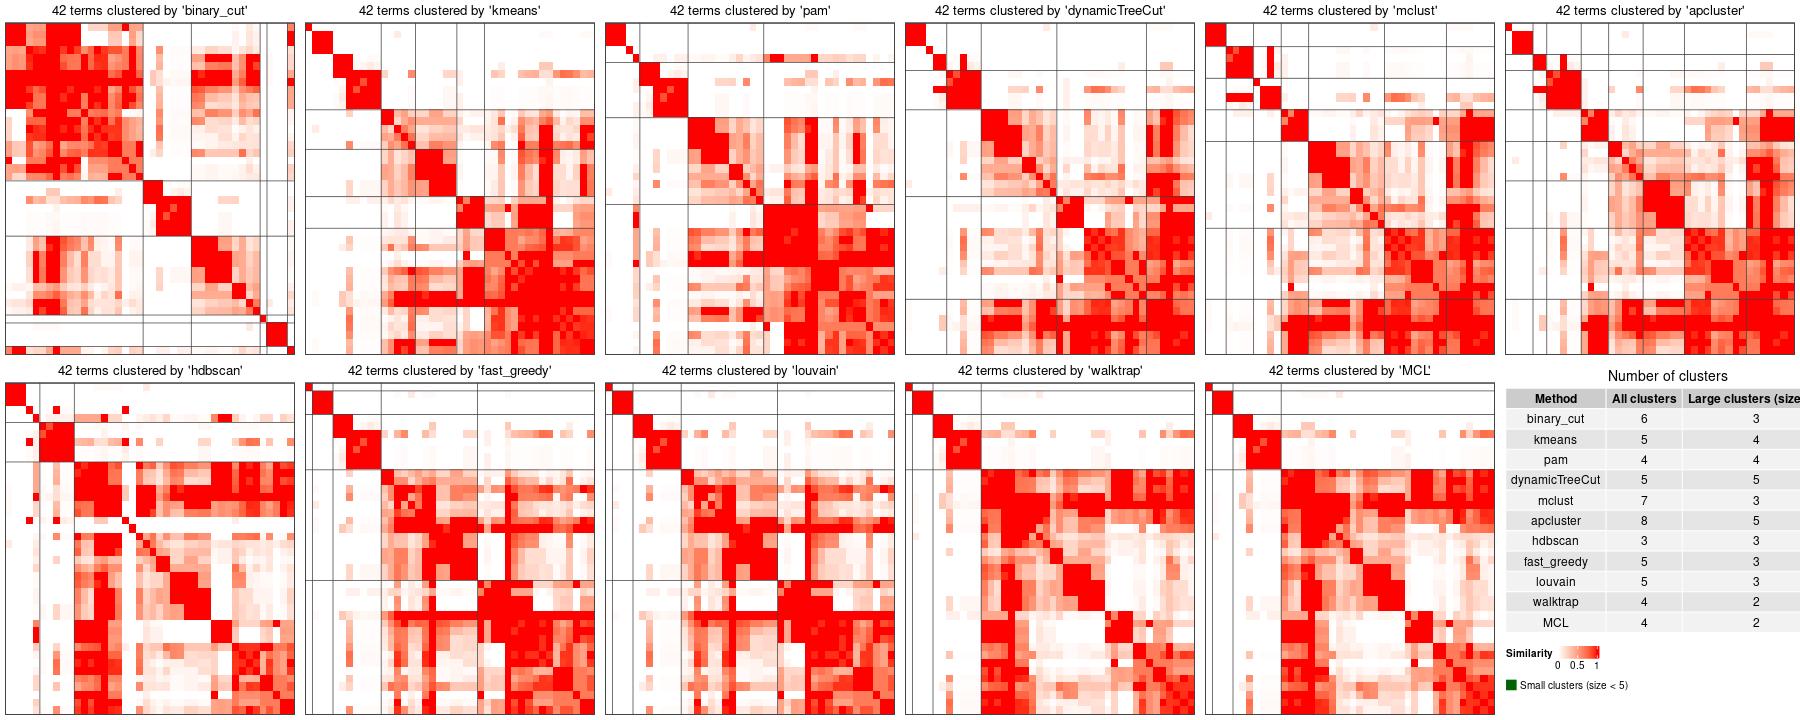 42 terms clustered by 'binary_cut'
42 terms clustered by 'kmeans'
42 terms clustered by 'pam'
42 terms clustered by 'dynamicTreeCut'
42 terms clustered by 'mclust'
42 terms clustered by 'apcluster'
42 terms clustered by 'hdbscan'
42 terms clustered by 'fast_greedy'
42 terms clustered by 'louvain'
42 terms clustered by 'walktrap'
42 terms clustered by 'MCL'
Number of clusters
Method All clusters Large clusters (size
binary_cut 6 3
kmeans 5 4
pam 4 4
dynamicTreeCut 5 5
mclust 7 3
apcluster 8 5
hdbscan 3 3
fast_greedy 5 3
louvain 5 3
walktrap 4 2
MCL 4 2
Similarity
0 0.5 1
Small clusters (size < 5)